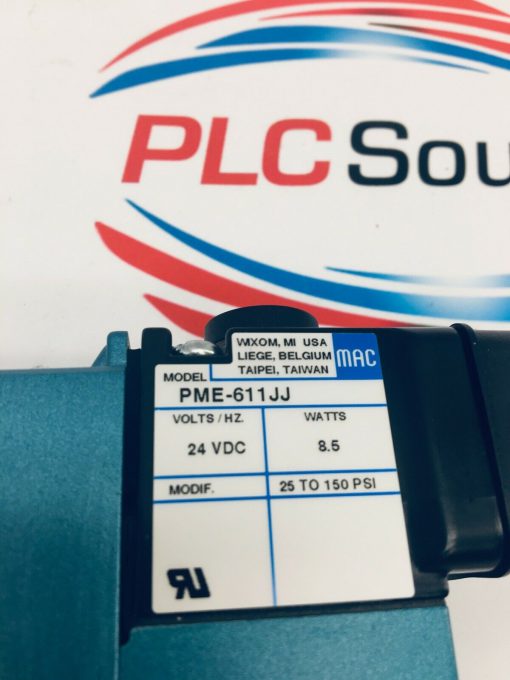 PLC Sou
WIXOM, MI USA
LIEGE, BELGIUM
TAIPEI, TAIWAN
MAC
MODEL
PME-611JJ
VOLTS/HZ.
WATTS
24 VDC
8.5
MODIF.
25 TO 150 PSI